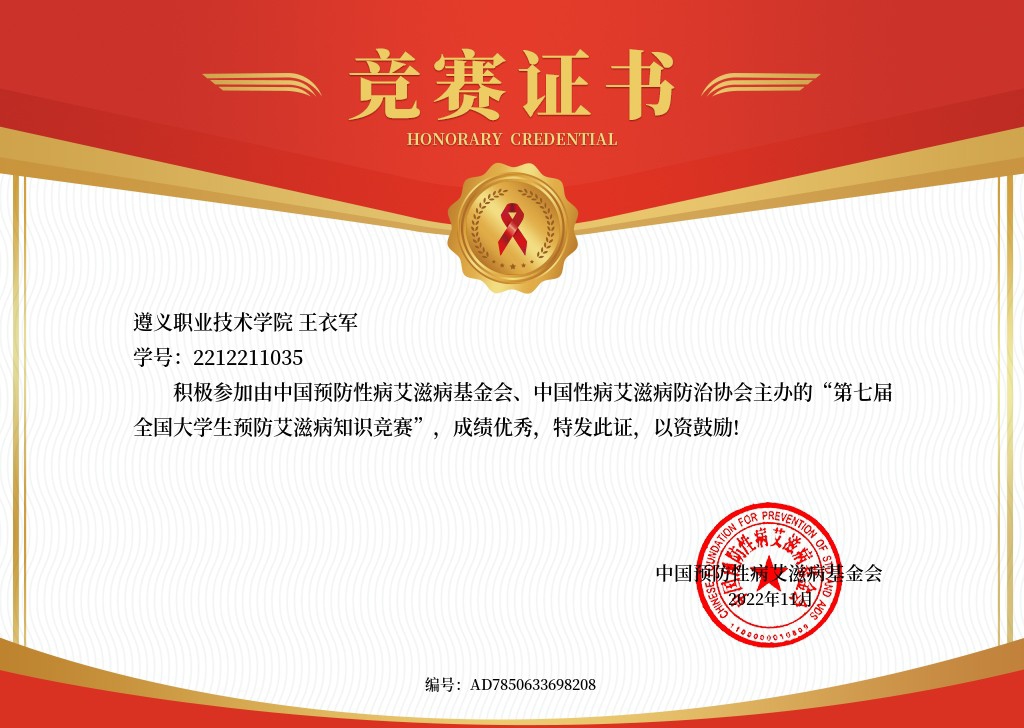 竞赛证书
HONORARY CREDENTIAL
遵义职业技术学院 王衣军
学号：2212211035
积极参加由中国预防性病艾滋病基金会、中国性病艾滋病防治协会主办的“第七届
全国大学生预防艾滋病知识竞赛”，成绩优秀，特发此证，以资鼓励!
CHINESE FOUNDATION FOR PREVENTION OF STD AND AIDS
中国预防性病艾滋病基金会
中国预防性病艾滋病基金会
2022年11月
编号：AD7850633698208